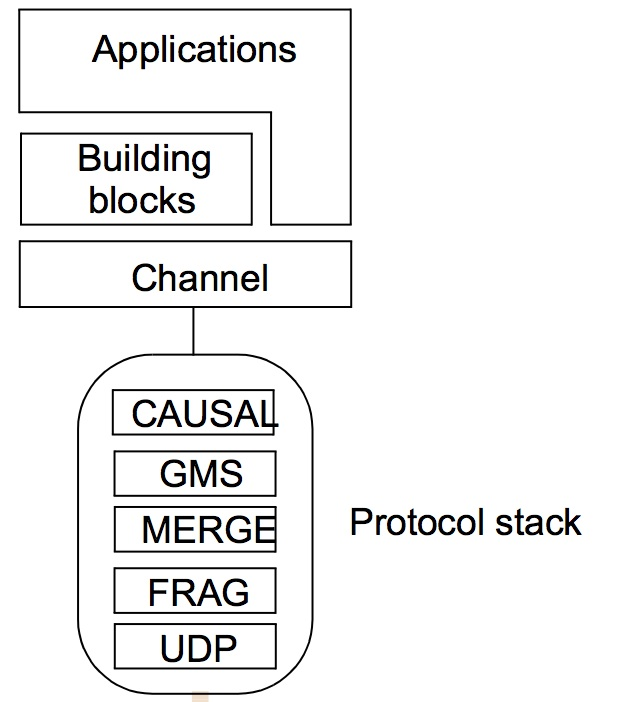 Applications
Building
blocks
Channel
CAUSAL
GMS
MERGE
Protocol stack
FRAG
UDP